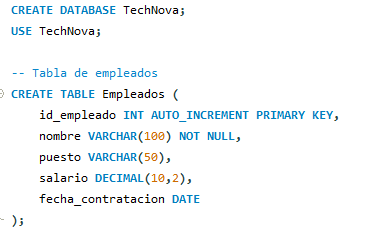 CREATE DATABASE TechNova;
USE TechNova;
-- Tabla de empleados
CREATE TABLE Empleados (
id_empleado INT AUTO_INCREMENT PRIMARY KEY,
nombre VARCHAR(100) NOT NULL,
puesto VARCHAR(50),
salario DECIMAL(10,2),
fecha_contratacion DATE
);